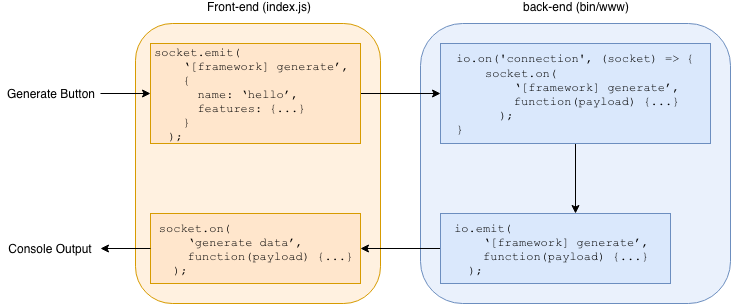 Front-end (index.js)
back-end (bin/www)
Generate Button
socket.emit(
‘[framework] generate’,
{
name: ‘hello’,
features: {...}
}
);
io.on('connection', (socket) => {
socket.on(
‘[framework] generate’,
function(payload) {...}
);
}
Console Output
socket.on(
‘generate data’,
function(payload) {...}
);
io.emit(
‘[framework] generate’,
function(payload) {...}
);